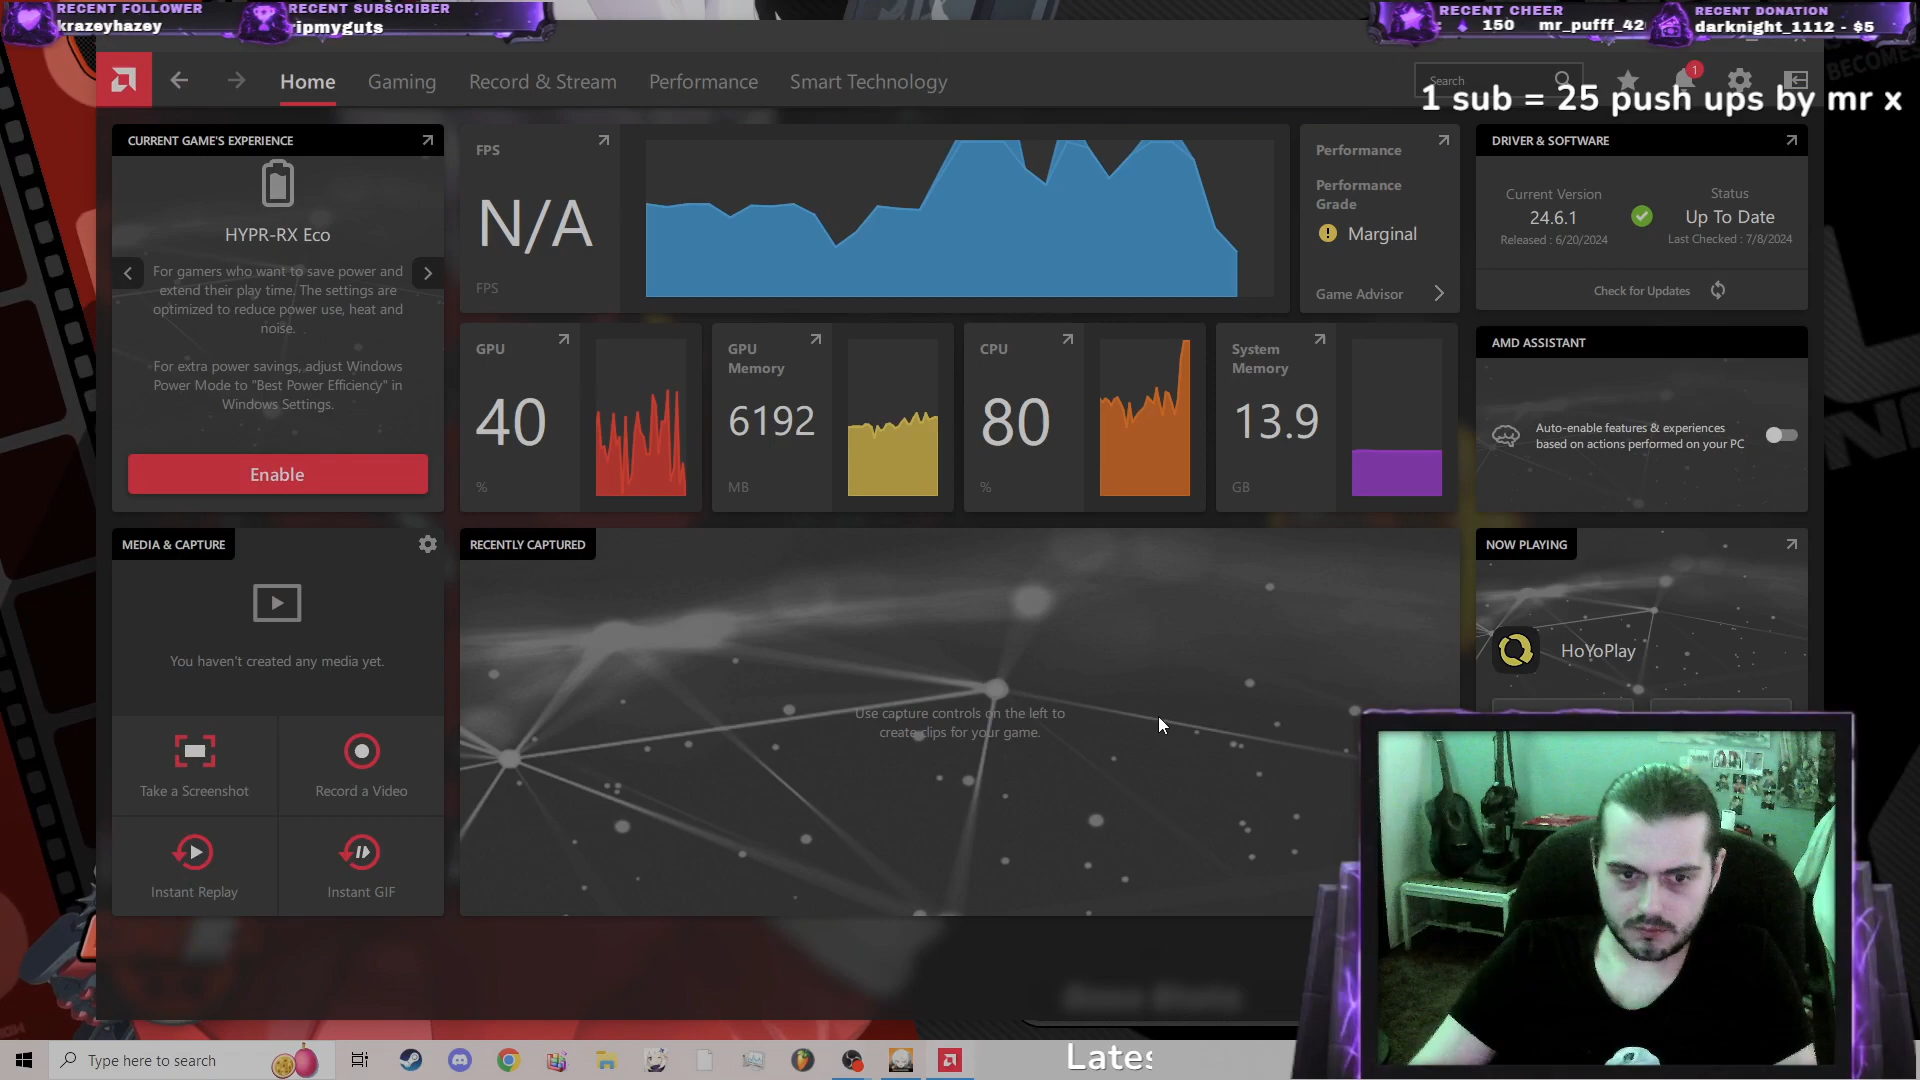 RECENT FOLLOWER
krazeyhazey
RECENT SUBSCRIBER
ipmyguts
RECENT CHEER
150 mr_pufff_42
RECENT DONATION
darknight_1112 - $5
Home
Gaming
Record & Stream
Performance
Smart Technology
Search
1
1 sub = 25 push ups by mr x
CURRENT GAME'S EXPERIENCE
HYPR-RX Eco
For gamers who want to save power and
extend their play time. The settings are
optimized to reduce power use, heat and
noise.
For extra power savings, adjust Windows
Power Mode to "Best Power Efficiency" in
Windows Settings.
Enable
FPS
N/A
FPS
Performance
Performance
Grade
Marginal
Game Advisor
DRIVER & SOFTWARE
Current Version
24.6.1
Released : 6/20/2024
Status
Up To Date
Last Checked : 7/8/2024
Check for Updates
GPU
40
%
GPU
Memory
6192
MB
CPU
80
%
System
Memory
13.9
GB
AMD ASSISTANT
Auto-enable features & experiences
based on actions performed on your PC
MEDIA & CAPTURE
You haven't created any media yet.
Take a Screenshot
Record a Video
Instant Replay
Instant GIF
RECENTLY CAPTURED
Use capture controls on the left to
create clips for your game.
NOW PLAYING
HoYoPlay
Type here to search
Lates